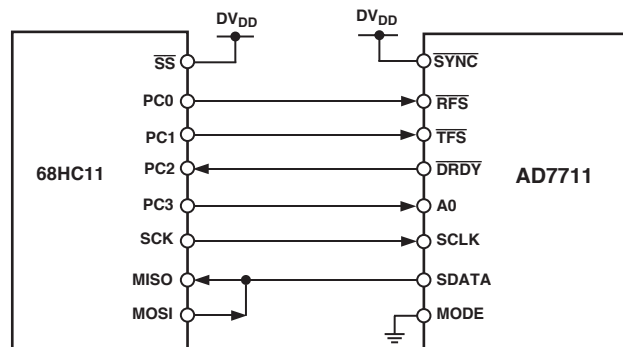 DVDD DVDD
SS SYNC
PC0 RFS
PC1 TFS
68HC11 PC2 DRDY AD7711
PC3 A0
SCK SCLK
MISO SDATA
MOSI MODE